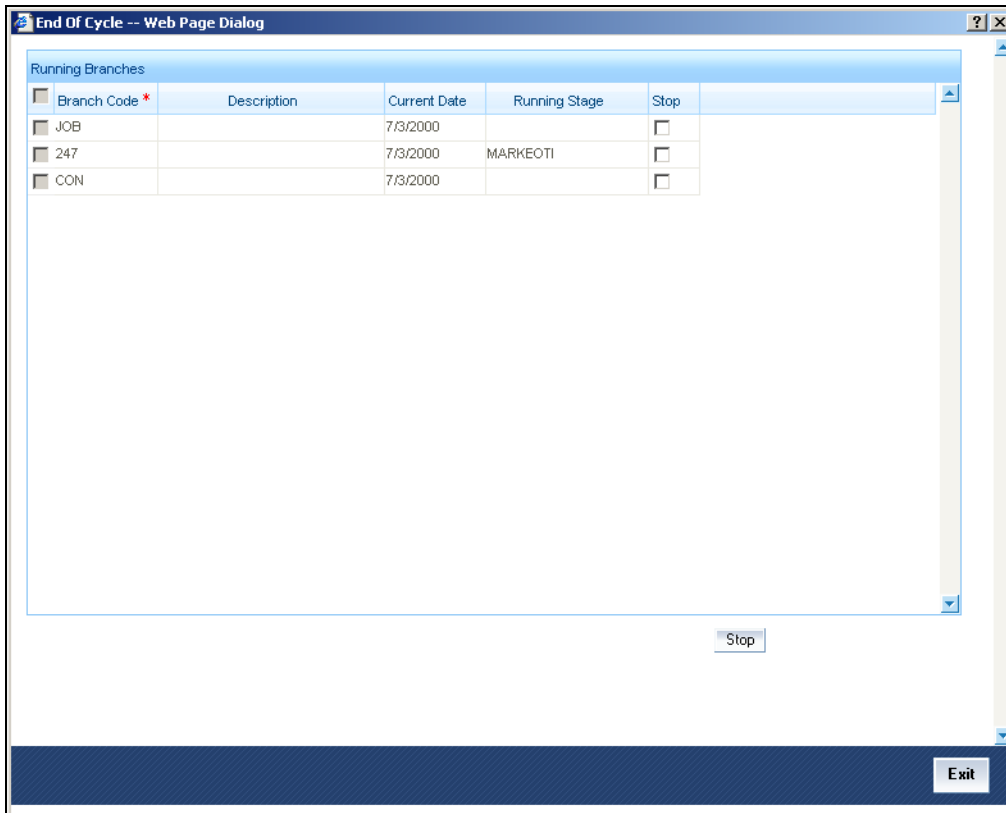 End Of Cycle -- Web Page Dialog
Running Branches
Branch Code * Description Current Date Running Stage Stop
JOB 7/3/2000
247 7/3/2000 MARKEOTI
CON 7/3/2000
Stop
Exit